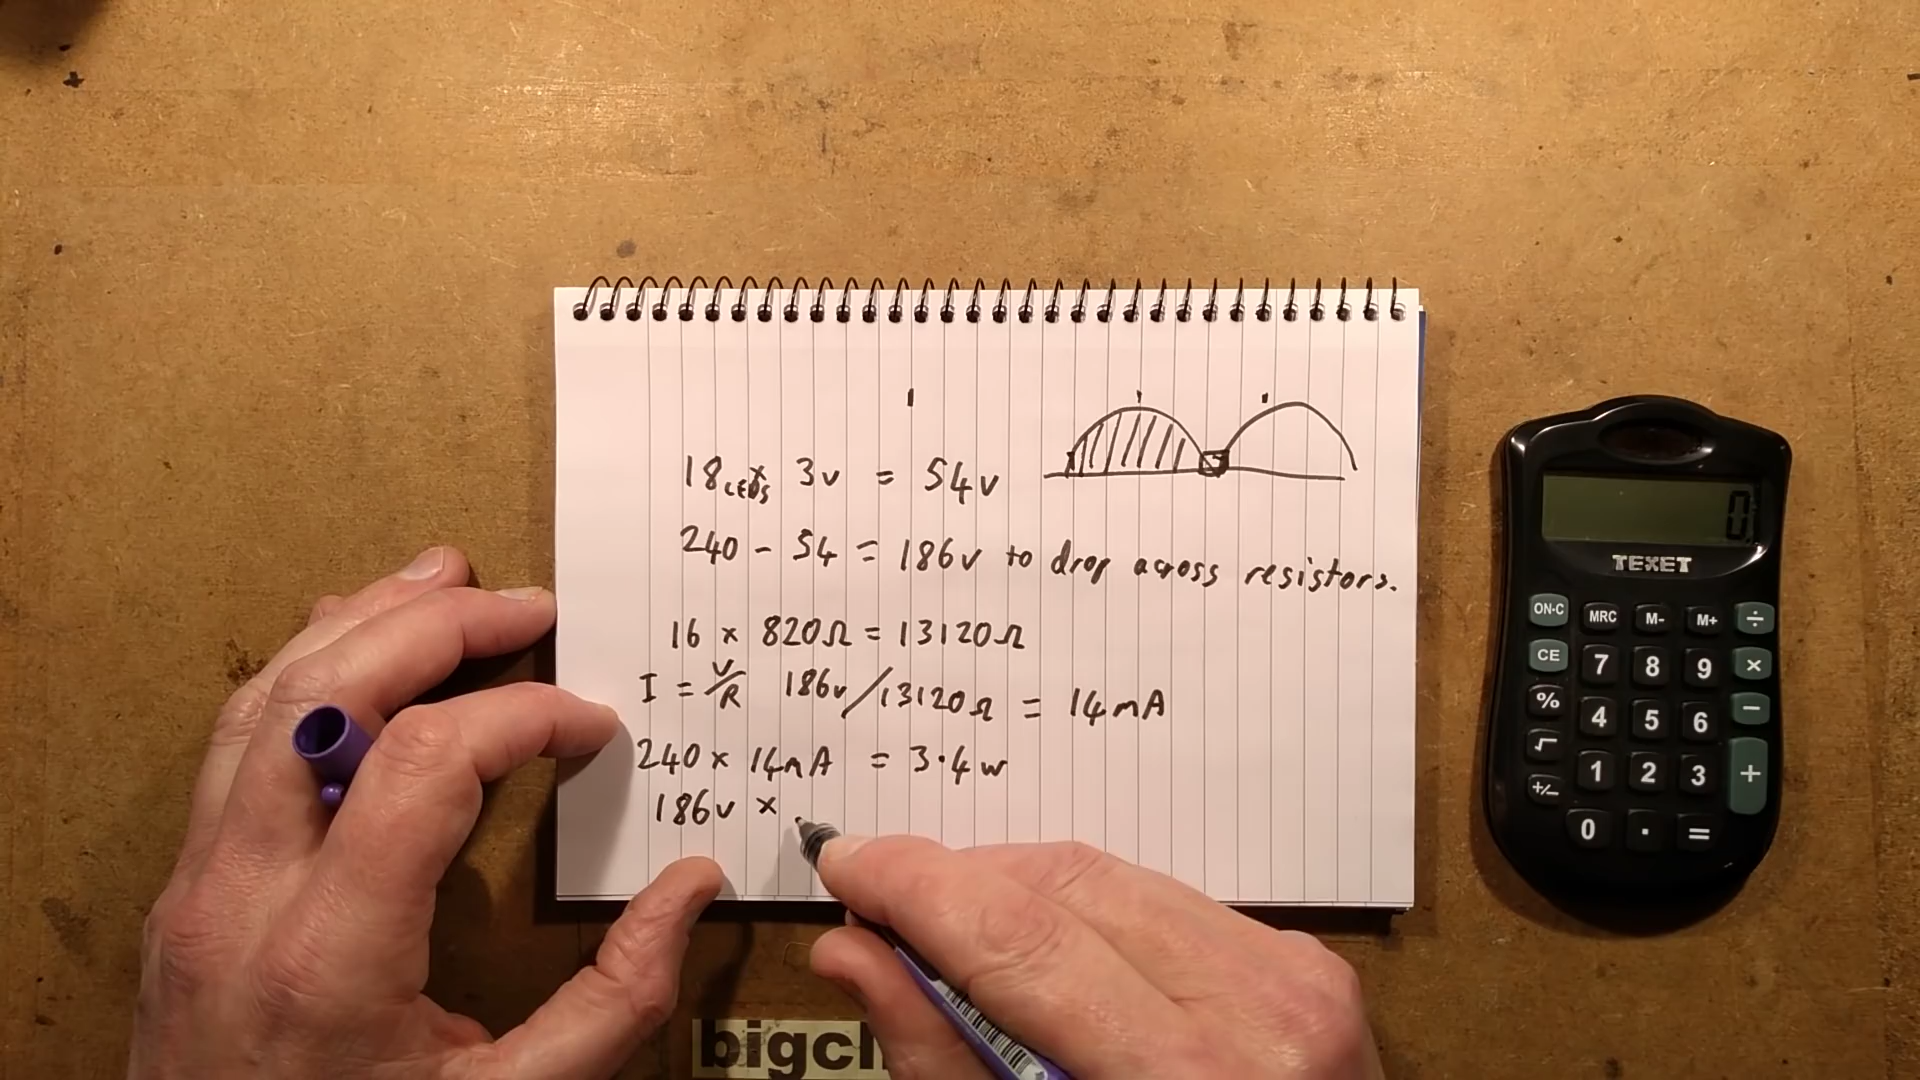 18 LEDS x 3v = 54v
240 - 54 = 186v to drop across resistors.
16 x 820Ω = 13120Ω
I = V/R 186v/13120Ω = 14mA
240 x 14mA = 3.4w
186v x
bigcl
0
TEXET
ON·C MRC M- M+ ÷
CE 7 8 9 ×
% 4 5 6 −
√ 1 2 3 +
+/− 0 · =